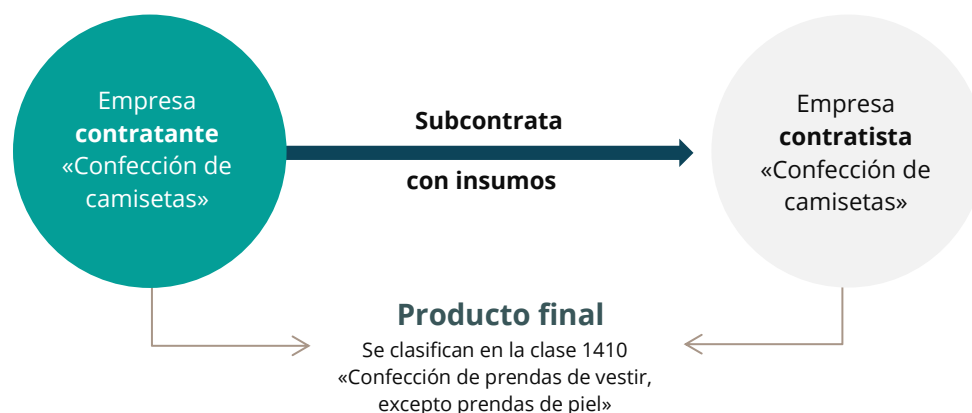 Empresa
contratante
«Confección de
camisetas»
Subcontrata
con insumos
Empresa
contratista
«Confección de
camisetas»
Producto final
Se clasifican en la clase 1410
«Confección de prendas de vestir,
excepto prendas de piel»